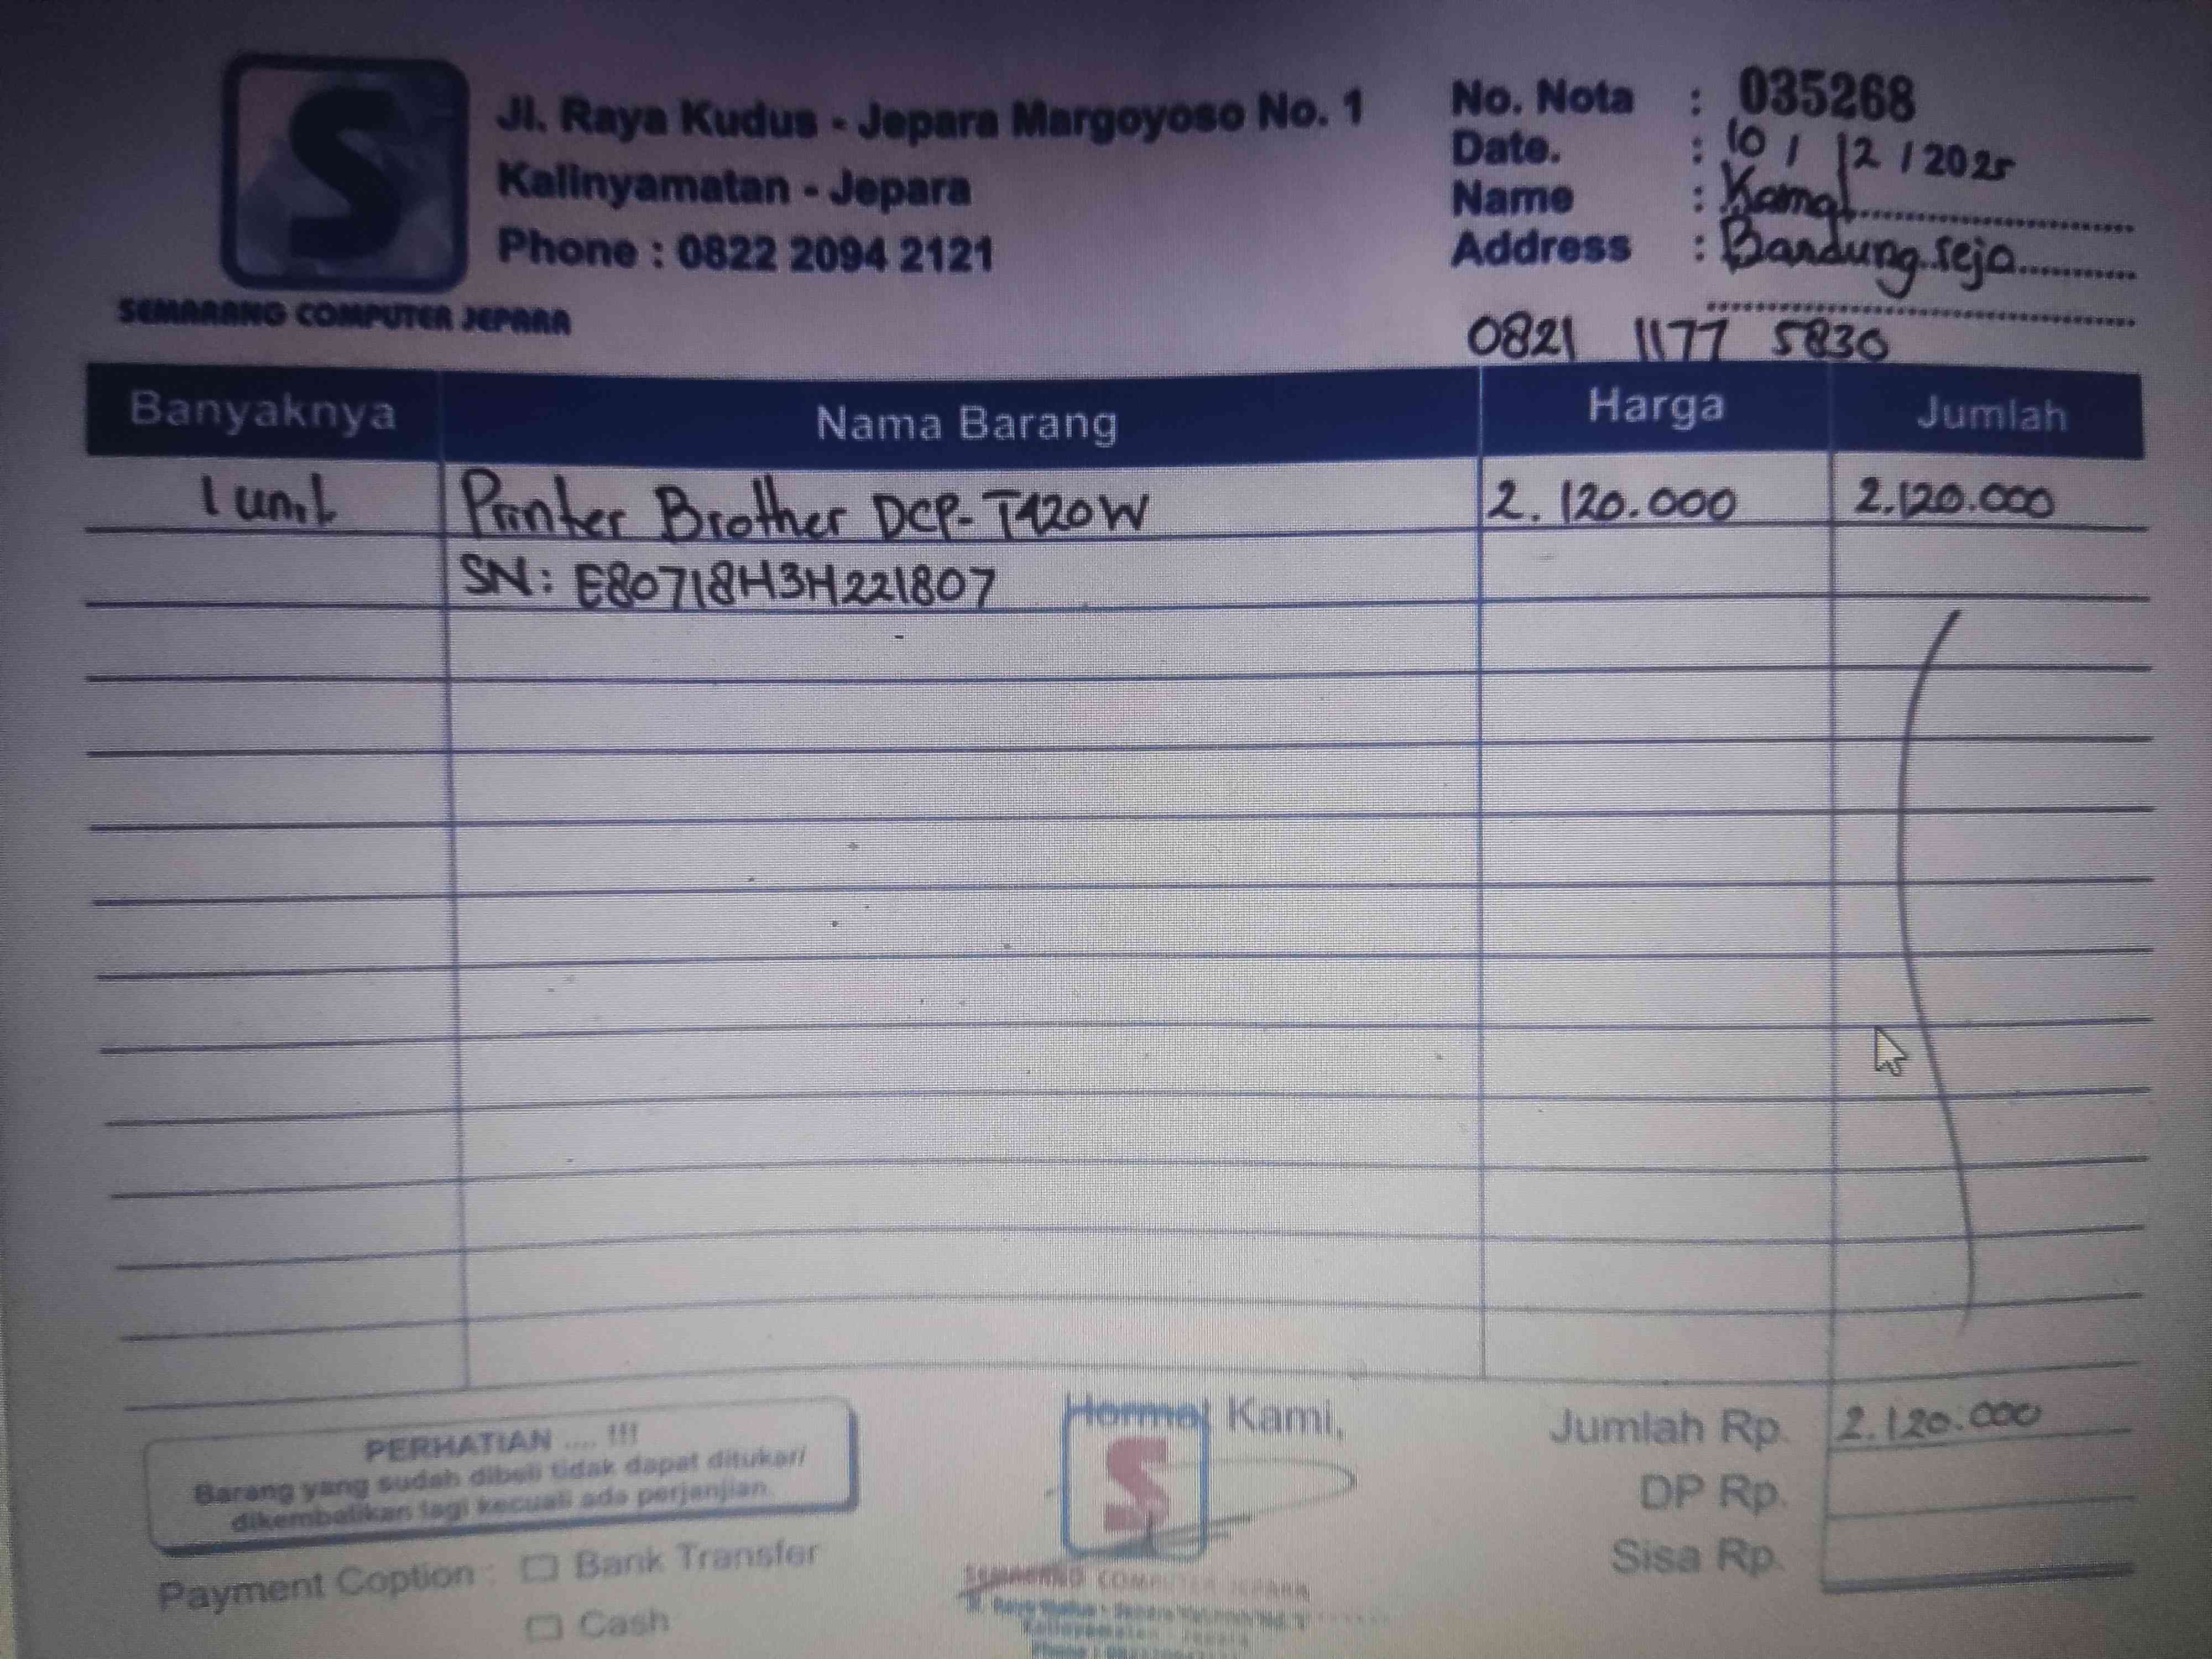 S
Jl. Raya Kudus - Jepara Margoyoso No. 1
Kalinyamatan - Jepara
Phone : 0822 2094 2121
SEMARANG COMPUTER JEPARA
No. Nota : 035268
Date. : 10 / 12 / 2025
Name : Kamal
Address : Bandungrejo
0821 1177 5830
Banyaknya Nama Barang Harga Jumlah
1 unit Printer Brother DCP-T420W 2.120.000 2.120.000
SN: E80718H3H221807
PERHATIAN .... !!!
Barang yang sudah dibeli tidak dapat ditukar/
dikembalikan lagi kecuali ada perjanjian.
Payment Coption : Bank Transfer
Cash
Hormat Kami,
S
SEMARANG COMPUTER JEPARA
Jumlah Rp. 2.120.000
DP Rp.
Sisa Rp.